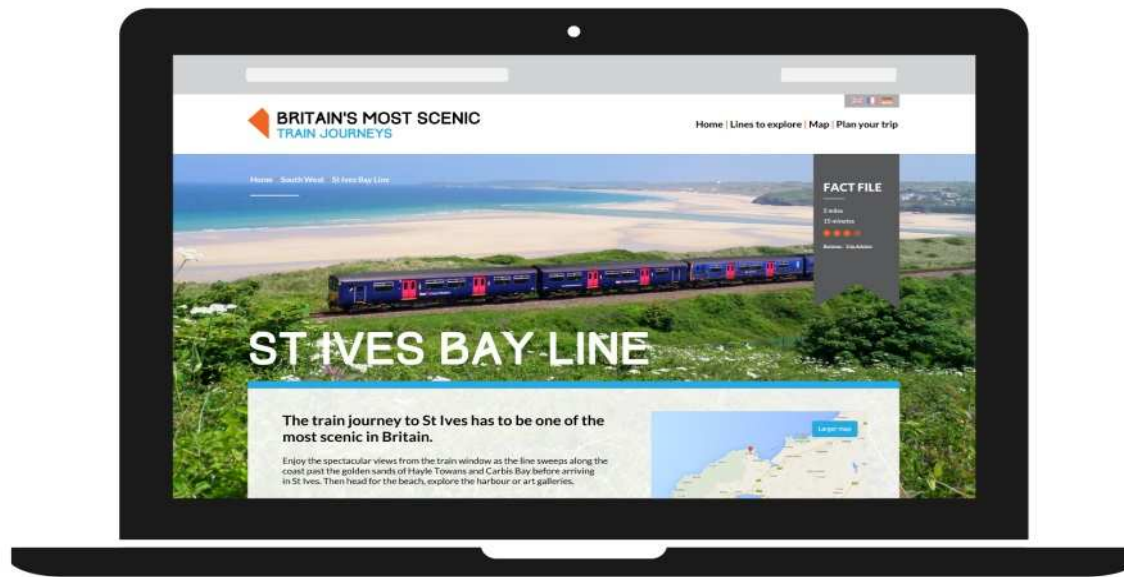 BRITAIN'S MOST SCENIC
TRAIN JOURNEYS
Home | Lines to explore | Map | Plan your trip
Home South West St Ives Bay Line
FACT FILE
15 minutes
ST IVES BAY LINE
The train journey to St Ives has to be one of the
most scenic in Britain.
Enjoy the spectacular views from the train window as the line sweeps along the
coast past the golden sands of Hayle Towans and Carbis Bay before arriving
in St Ives. Then head for the beach, explore the harbour or art galleries.
Larger map